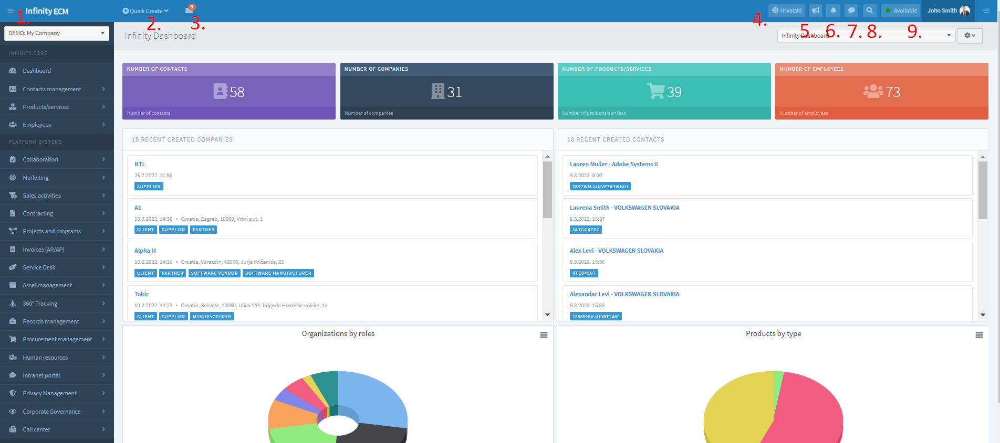 Infinity ECM
Quick Create
9
Hrvatski
Available
John Smith
1.
2.
3.
4.
5.
6.
7.
8.
9.
DEMO: My Company
Infinity Dashboard
Infinity Dashboard
INFINITY CORE
Dashboard
Contacts management
Products/services
Employees
PLATFORM SYSTEMS
Collaboration
Marketing
Sales activities
Contracting
Projects and programs
Invoices (AR/AP)
Service Desk
Asset management
360° Tracking
Records management
Procurement management
Human resources
Intranet portal
Privacy Management
Corporate Governance
Call center
NUMBER OF CONTACTS
58
Number of contacts
NUMBER OF COMPANIES
31
Number of companies
NUMBER OF PRODUCTS/SERVICES
39
Number of products/services
NUMBER OF EMPLOYEES
73
Number of employees
10 RECENT CREATED COMPANIES
NTL
25.2.2022. 11:56
SUPPLIER
A1
10.2.2022. 14:36 • Croatia, Zagreb, 10000, Vrtni put, 1
CLIENT SUPPLIER PARTNER
Alpha M
10.2.2022. 14:26 • Croatia, Varazdin, 42000, Jurja Križanića, 25
CLIENT PARTNER SOFTWARE VENDOR SOFTWARE MANUFACTURER
Tokic
10.2.2022. 14:23 • Croatia, Sesvete, 10360, Ulica 144. brigade Hrvatske vojske, 1a
CLIENT SUPPLIER MANUFACTURER
10 RECENT CREATED CONTACTS
Lauren Muller - Adobe Systems II
9.3.2022. 8:00
7892WHJUNVF789WHUI
Laurena Smith - VOLKSWAGEN SLOVAKIA
8.3.2022. 15:37
34TGG4ZEZ
Alex Levi - VOLKSWAGEN SLOVAKIA
8.3.2022. 15:36
RTE64E67
Alexandar Levi - VOLKSWAGEN SLOVAKIA
8.3.2022. 15:33
23W89FHJU98T24W
Organizations by roles
Products by type